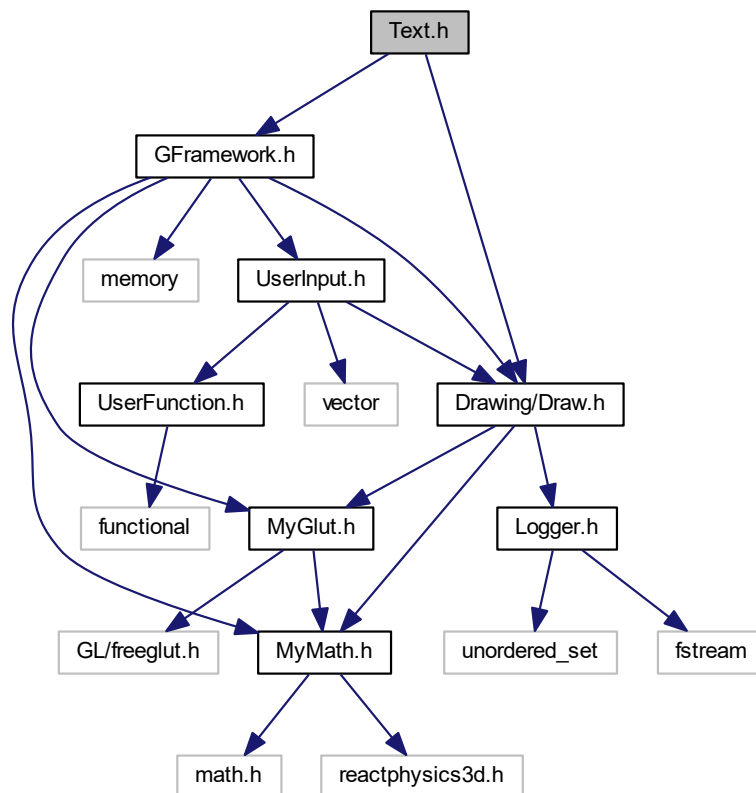 Text.h
GFramework.h
memory
UserInput.h
UserFunction.h
vector
Drawing/Draw.h
functional
MyGlut.h
Logger.h
GL/freeglut.h
MyMath.h
unordered_set
fstream
math.h
reactphysics3d.h